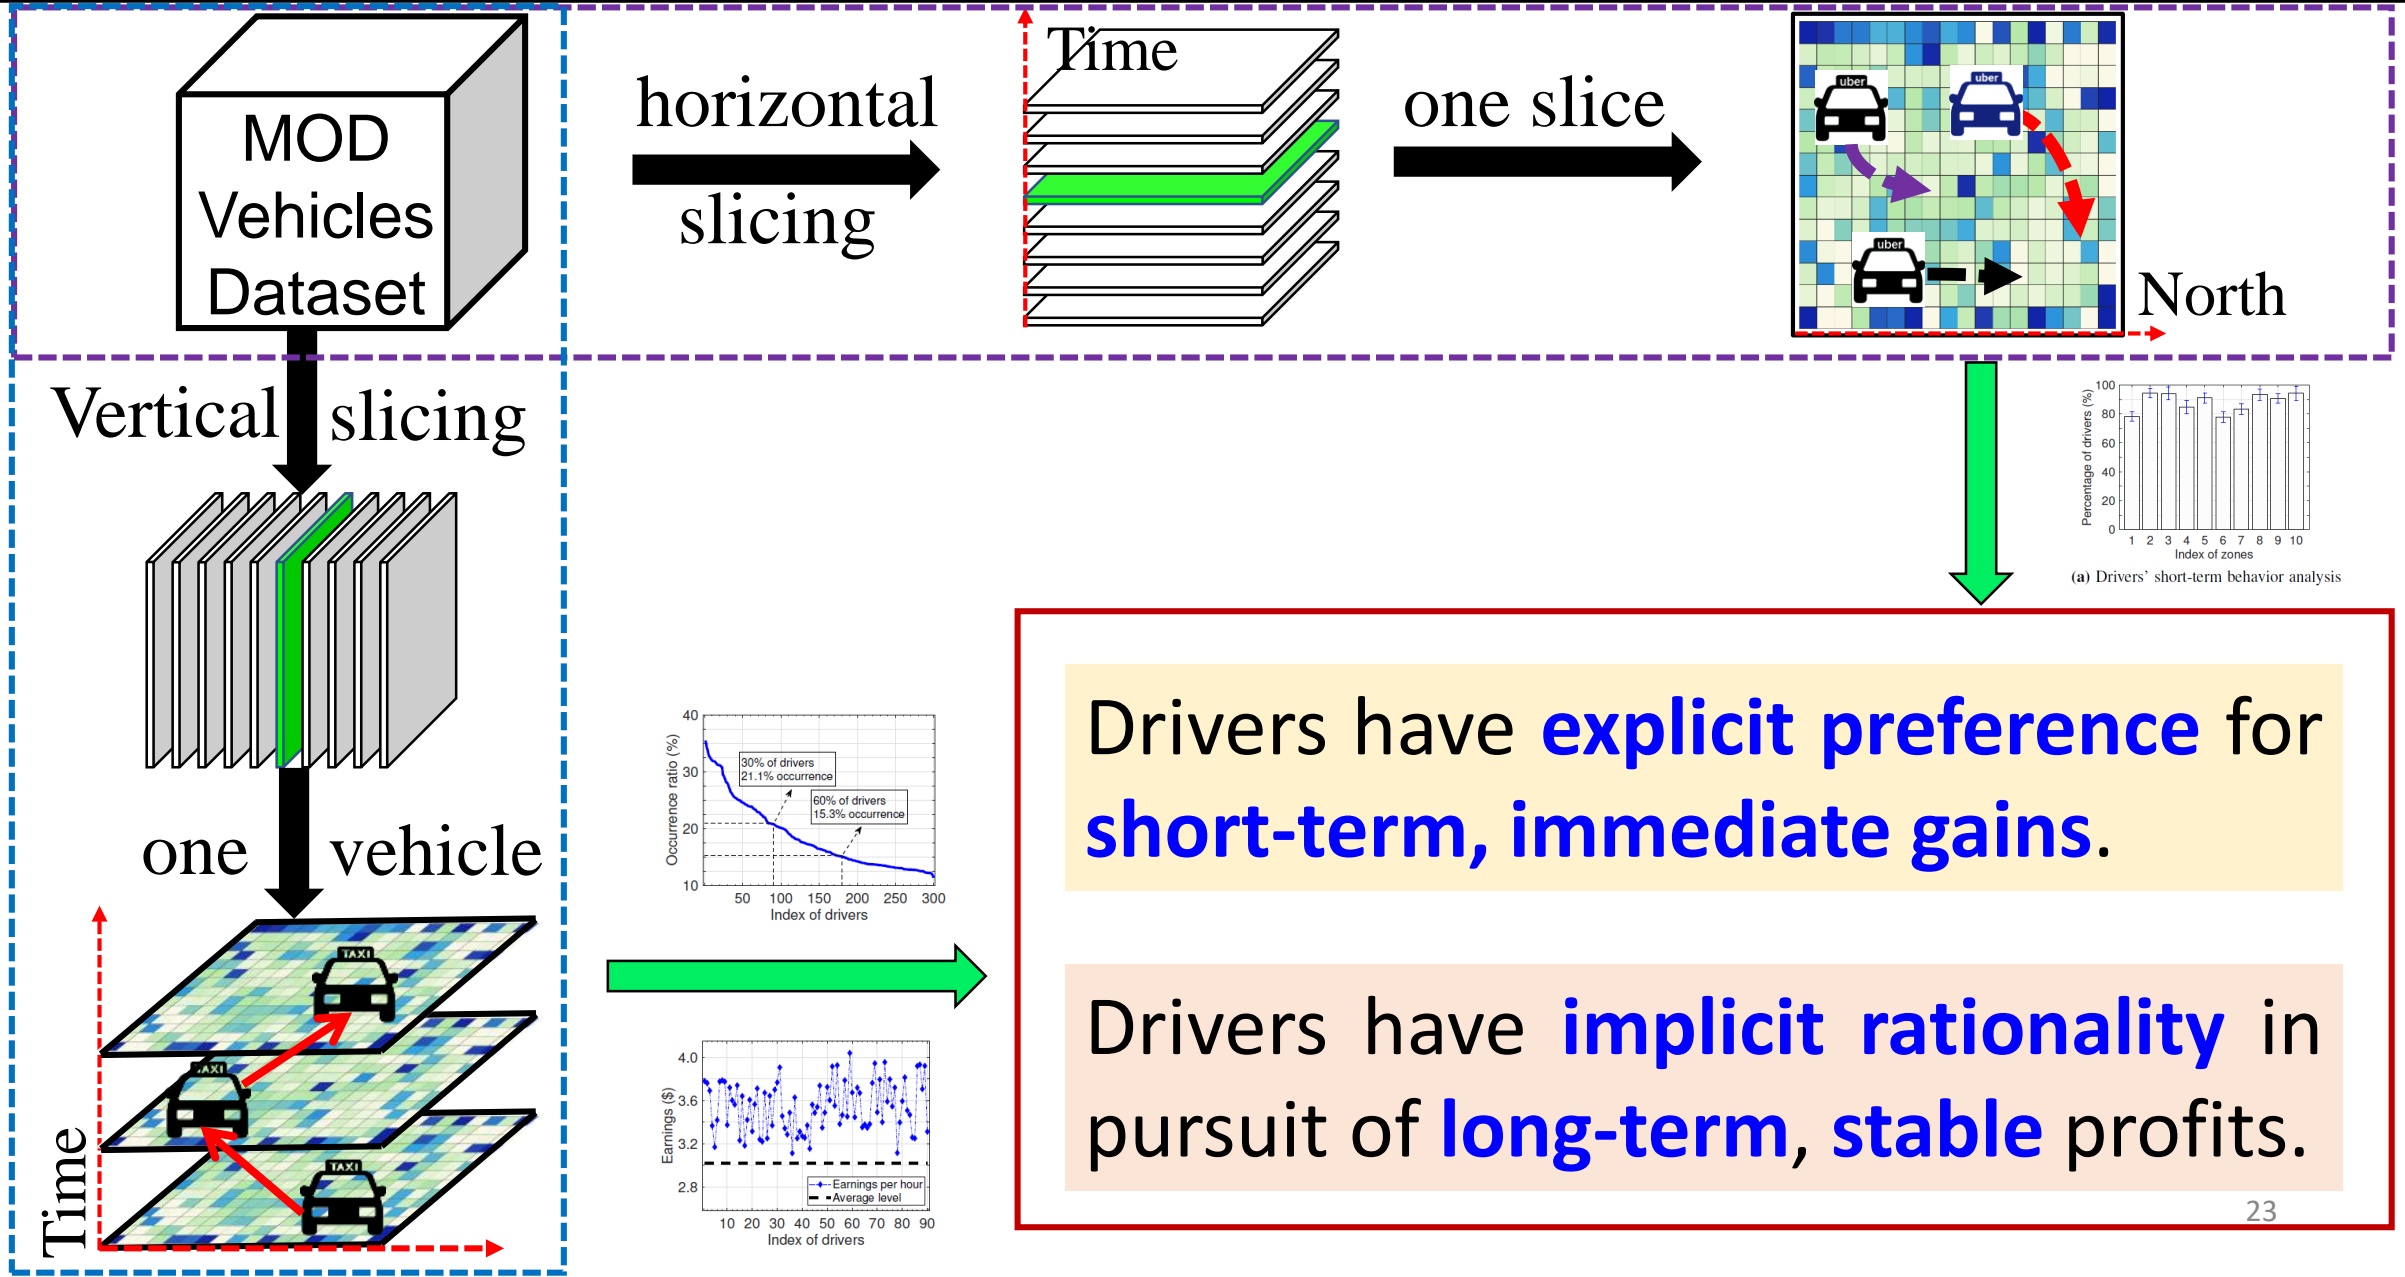 MOD
Vehicles
Dataset
horizontal
slicing
Time
one slice
uber
uber
uber
North
Vertical slicing
one vehicle
TAXI
TAXI
TAXI
Time
Percentage of drivers (%)
100
80
60
40
20
0
1 2 3 4 5 6 7 8 9 10
Index of zones
(a) Drivers' short-term behavior analysis
Occurrence ratio (%)
40
30
20
10
30% of drivers
21.1% occurrence
60% of drivers
15.3% occurrence
50 100 150 200 250 300
Index of drivers
Earnings ($)
4.0
3.6
3.2
2.8
Earnings per hour
Average level
10 20 30 40 50 60 70 80 90
Index of drivers
Drivers have explicit preference for
short-term, immediate gains.
Drivers have implicit rationality in
pursuit of long-term, stable profits.
23